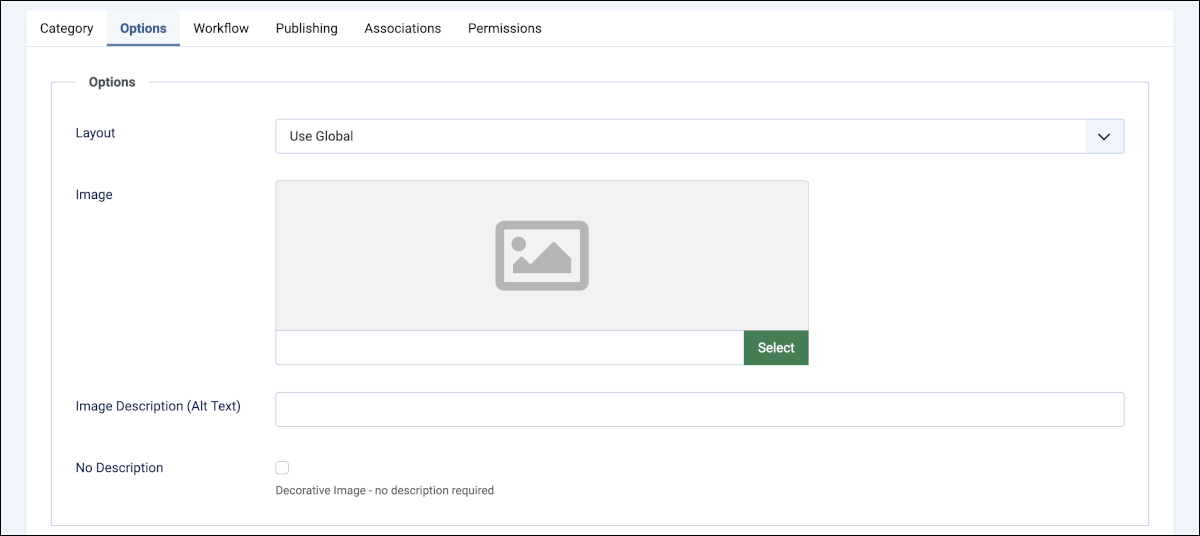 Category Options Workflow Publishing Associations Permissions
Options
Layout Use Global
Image
Select
Image Description (Alt Text)
No Description
Decorative Image - no description required